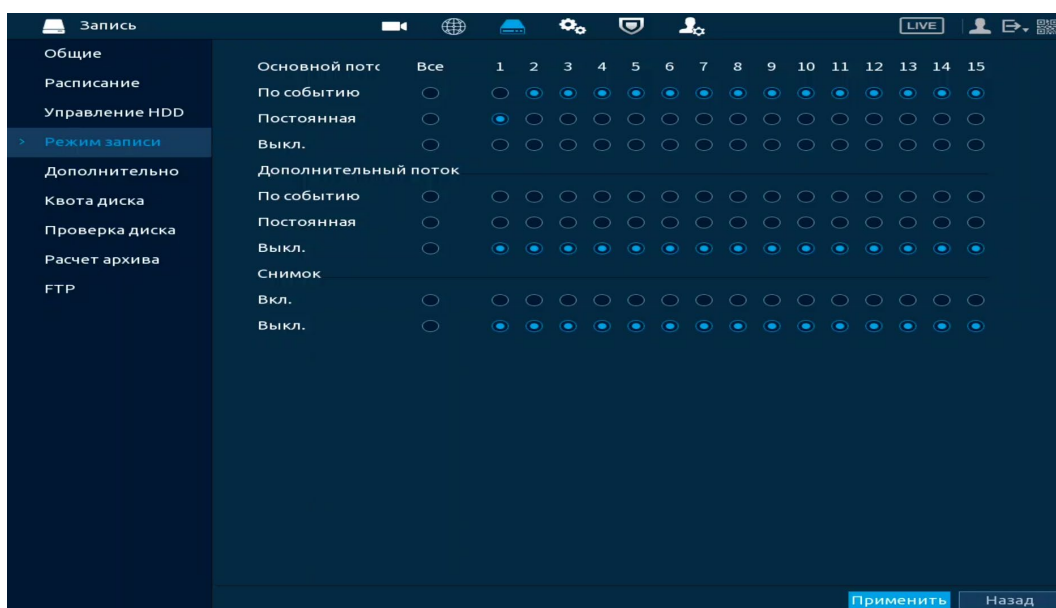 Запись LIVE
Общие
Расписание
Управление HDD
> Режим записи
Дополнительно
Квота диска
Проверка диска
Расчет архива
FTP
Основной пото Все 1 2 3 4 5 6 7 8 9 10 11 12 13 14 15
По событию
Постоянная
Выкл.
Дополнительный поток
По событию
Постоянная
Выкл.
Снимок
Вкл.
Выкл.
Применить Назад